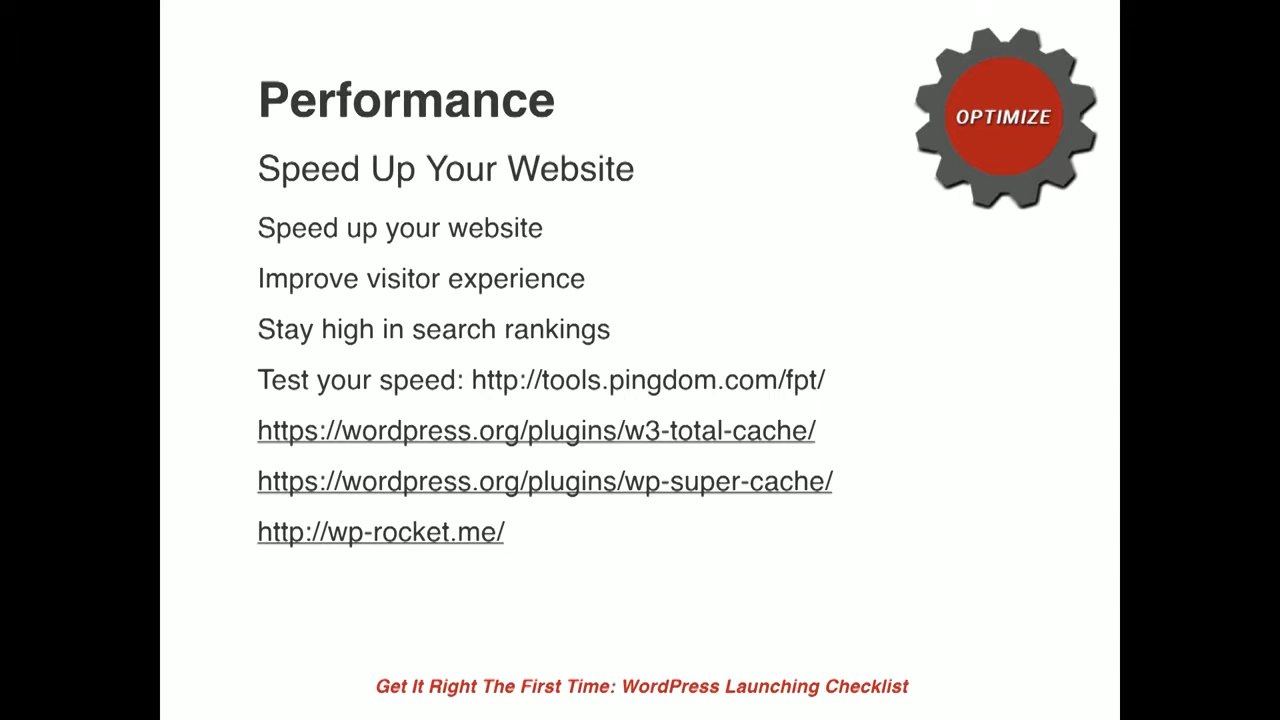 Performance
OPTIMIZE
Speed Up Your Website
Speed up your website
Improve visitor experience
Stay high in search rankings
Test your speed: http://tools.pingdom.com/fpt/
https://wordpress.org/plugins/w3-total-cache/
https://wordpress.org/plugins/wp-super-cache/
http://wp-rocket.me/
Get It Right The First Time: WordPress Launching Checklist